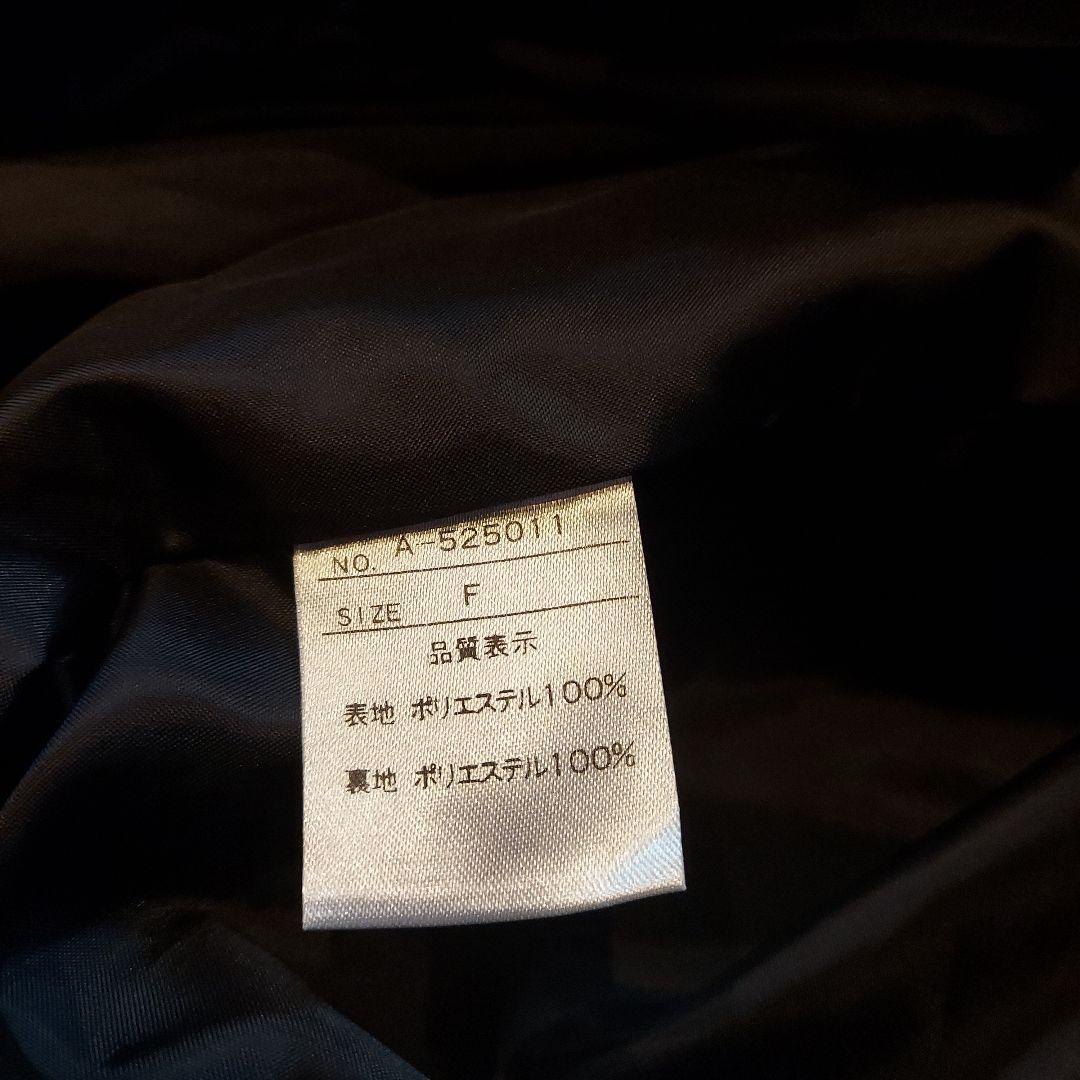 NO. A-525011
SIZE F
品質表示
表地 ポリエステル100%
裏地 ポリエステル100%